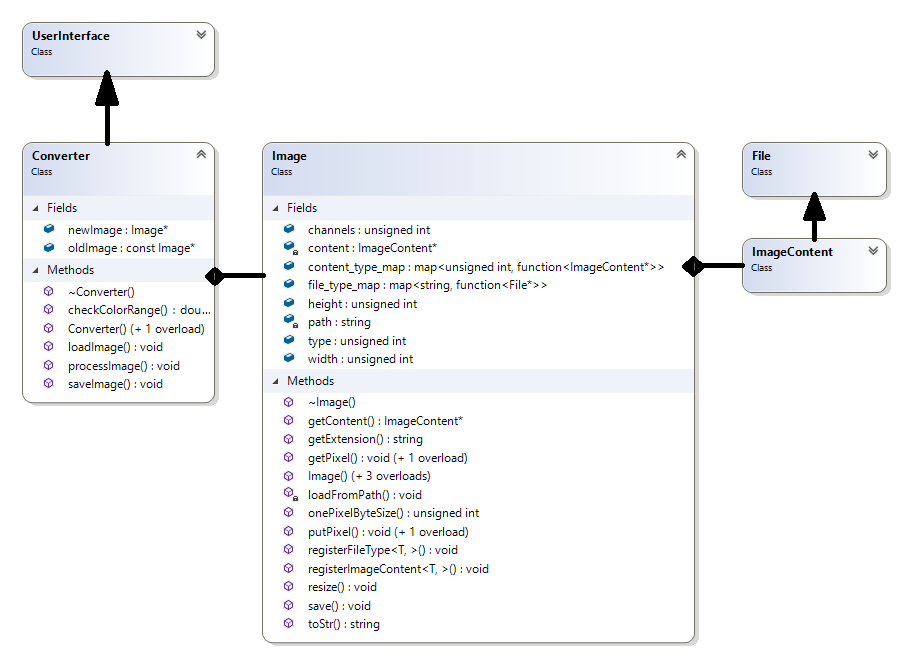 UserInterface
Class
Converter
Class
Fields
newImage : Image*
oldImage : const Image*
Methods
~Converter()
checkColorRange() : dou...
Converter() (+ 1 overload)
loadImage() : void
processImage() : void
saveImage() : void
Image
Class
Fields
channels : unsigned int
content : ImageContent*
content_type_map : map<unsigned int, function<ImageContent*>>
file_type_map : map<string, function<File*>>
height : unsigned int
path : string
type : unsigned int
width : unsigned int
Methods
~Image()
getContent() : ImageContent*
getExtension() : string
getPixel() : void (+ 1 overload)
Image() (+ 3 overloads)
loadFromPath() : void
onePixelByteSize() : unsigned int
putPixel() : void (+ 1 overload)
registerFileType<T, >() : void
registerImageContent<T, >() : void
resize() : void
save() : void
toStr() : string
File
Class
ImageContent
Class